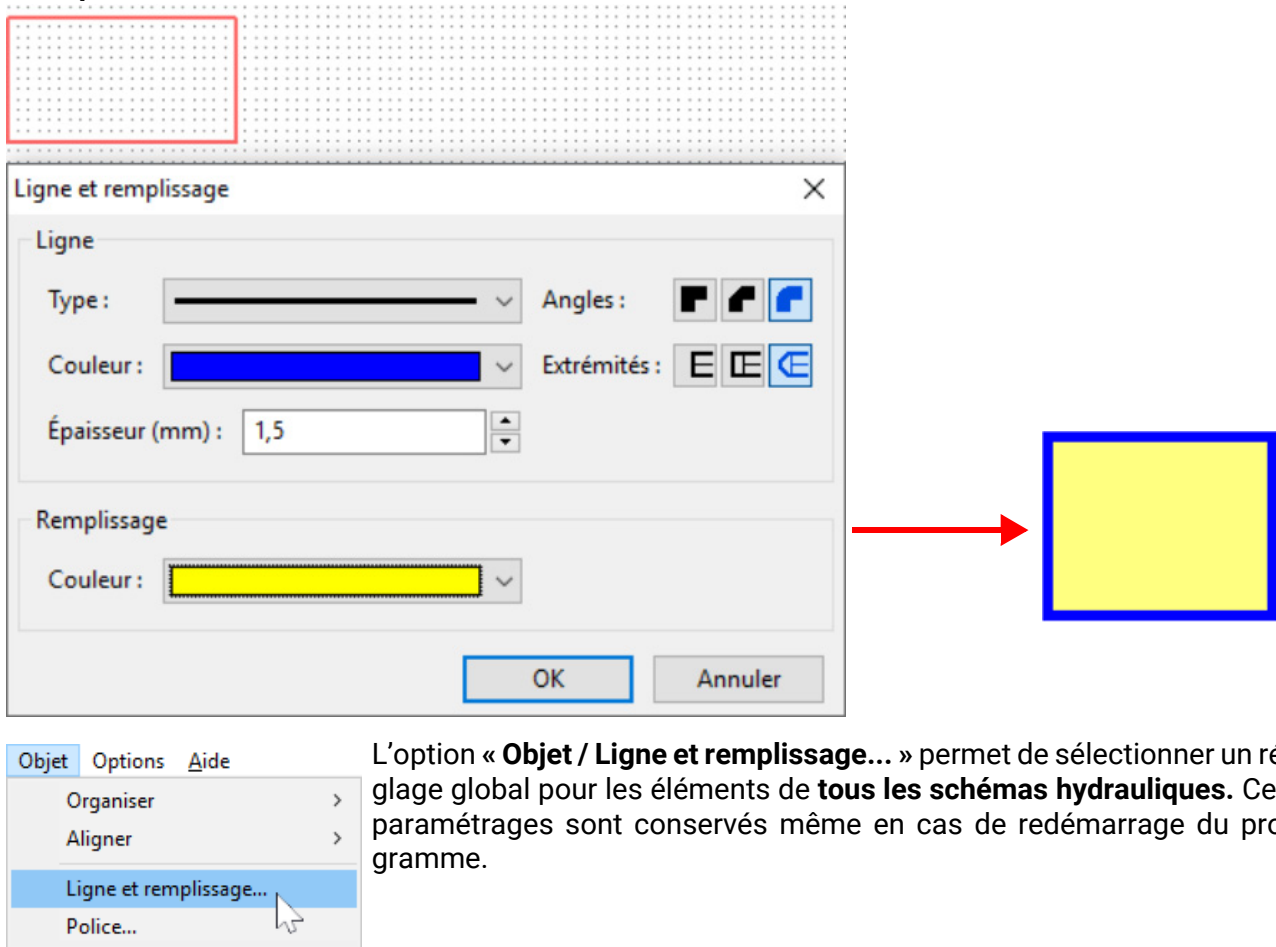 Ligne et remplissage
Ligne
Type :
Angles :
Couleur :
Extrémités :
Épaisseur (mm) : 1,5
Remplissage
Couleur :
OK Annuler
Objet Options Aide
Organiser
Aligner
Ligne et remplissage...
Police...
L’option « Objet / Ligne et remplissage... » permet de sélectionner un ré
glage global pour les éléments de tous les schémas hydrauliques. Ce
paramétrages sont conservés même en cas de redémarrage du pro
gramme.